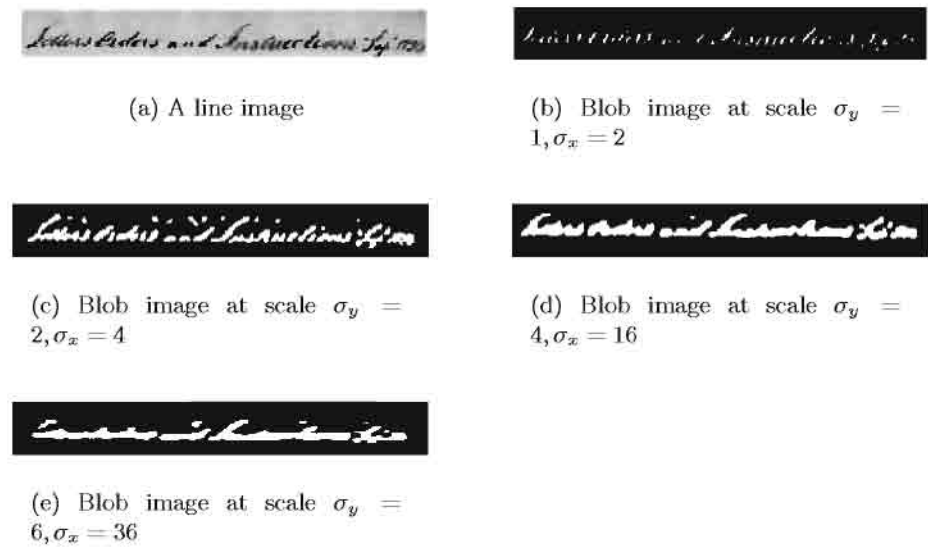 Letters Orders and Instructions
(a) A line image
(b) Blob image at scale σy =
1, σx = 2
(c) Blob image at scale σy =
2, σx = 4
(d) Blob image at scale σy =
4, σx = 16
(e) Blob image at scale σy =
6, σx = 36